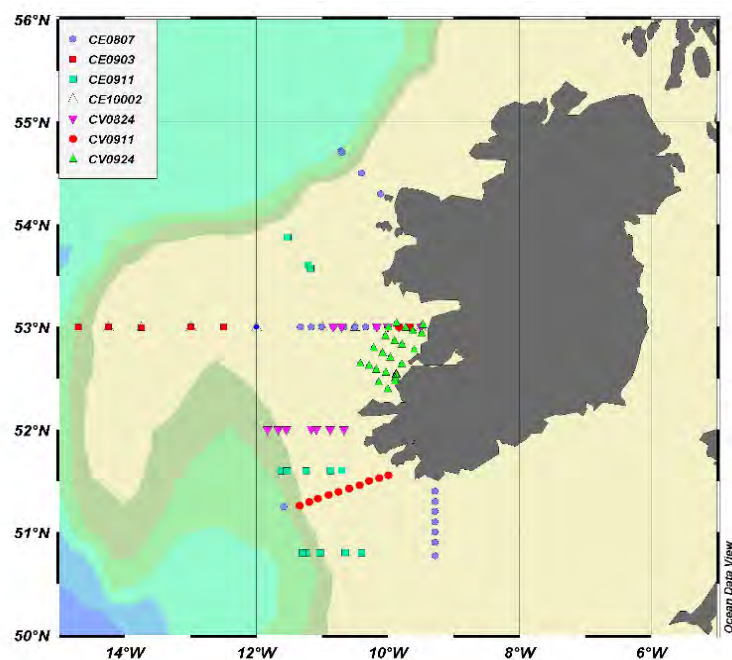 56°N
CE0807
CE0903
CE0911
CE10002
CV0824
CV0911
CV0924
55°N
54°N
53°N
52°N
51°N
50°N
14°W 12°W 10°W 8°W 6°W
Ocean Data View